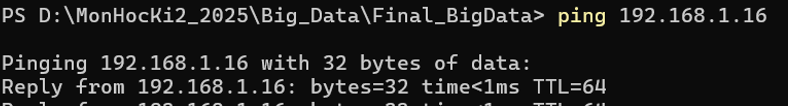 PS D:\MonHocKi2_2025\Big_Data\Final_BigData> ping 192.168.1.16
Pinging 192.168.1.16 with 32 bytes of data:
Reply from 192.168.1.16: bytes=32 time<1ms TTL=64